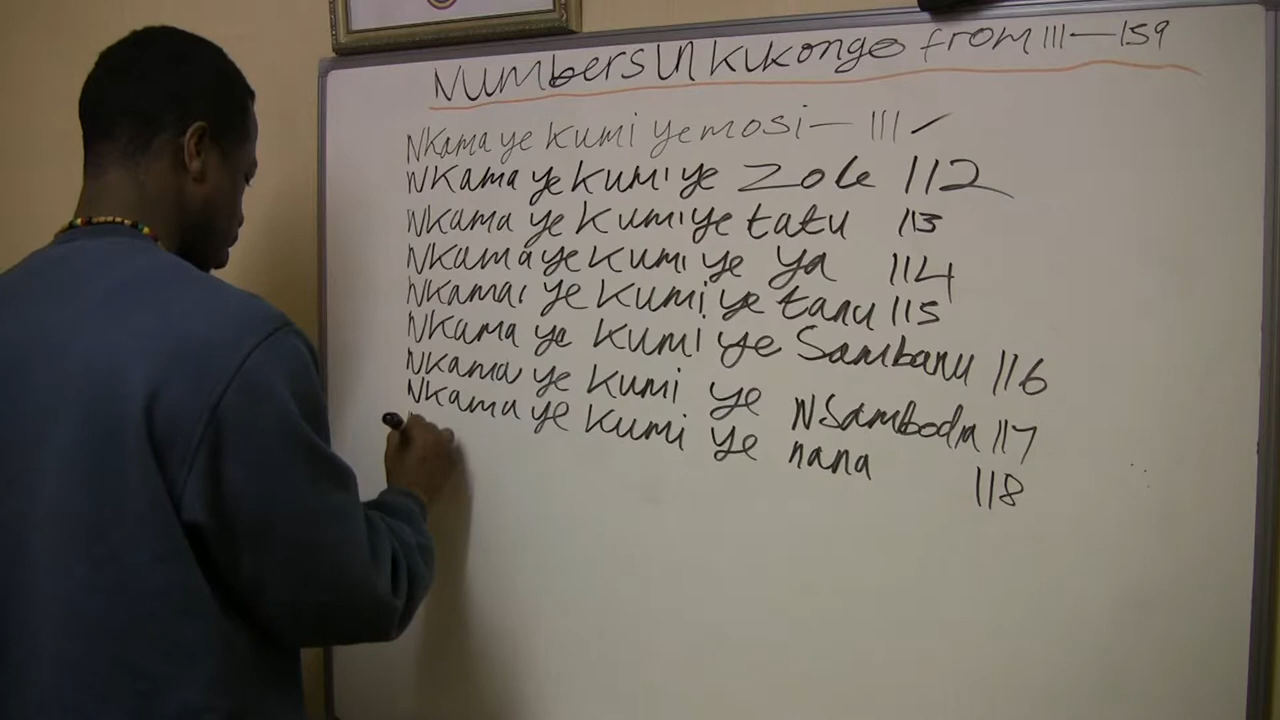 Numbers in kikongo from 111-159
Nkama ye kumi ye mosi - 111
Nkama ye kumi ye zole 112
Nkama ye kumi ye tatu 113
Nkama ye kumi ye ya 114
Nkama ye kumi ye tanu 115
Nkama ye kumi ye Sambanu 116
Nkama ye kumi ye NSambodia 117
Nkama ye kumi ye nana 118